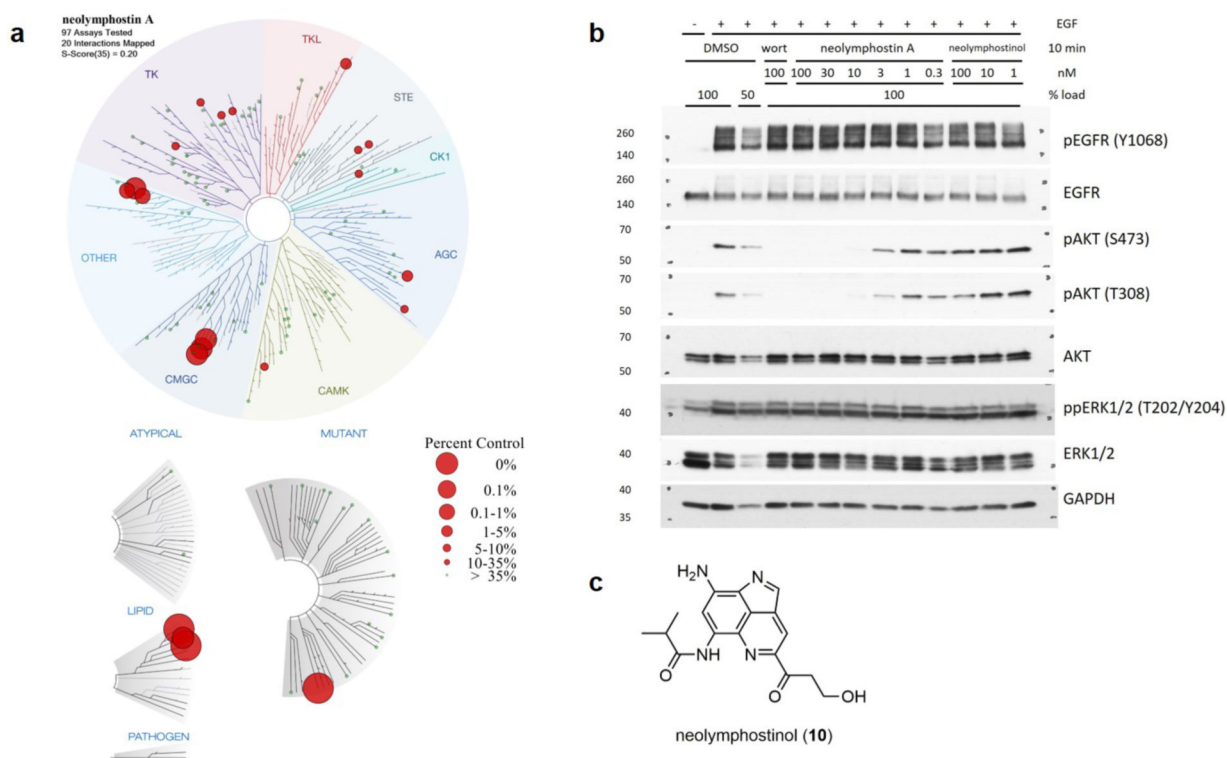 a
neolymphostin A
97 Assays Tested
20 Interactions Mapped
S-Score(35) = 0.20
TKL
TK
STE
CK1
AGC
OTHER
CMGC
CAMK
ATYPICAL
MUTANT
LIPID
PATHOGEN
Percent Control
0%
0.1%
0.1-1%
1-5%
5-10%
10-35%
> 35%
b
- + + + + + + + + + + + + EGF
DMSO wort neolymphostin A neolymphostinol 10 min
100 100 30 10 3 1 0.3 100 10 1 nM
100 50 100 % load
260
140
pEGFR (Y1068)
260
140
EGFR
70
50
pAKT (S473)
70
50
pAKT (T308)
70
50
AKT
40
ppERK1/2 (T202/Y204)
40
ERK1/2
40
35
GAPDH
c
H2N
N
NH
N
O
O
OH
neolymphostinol (10)